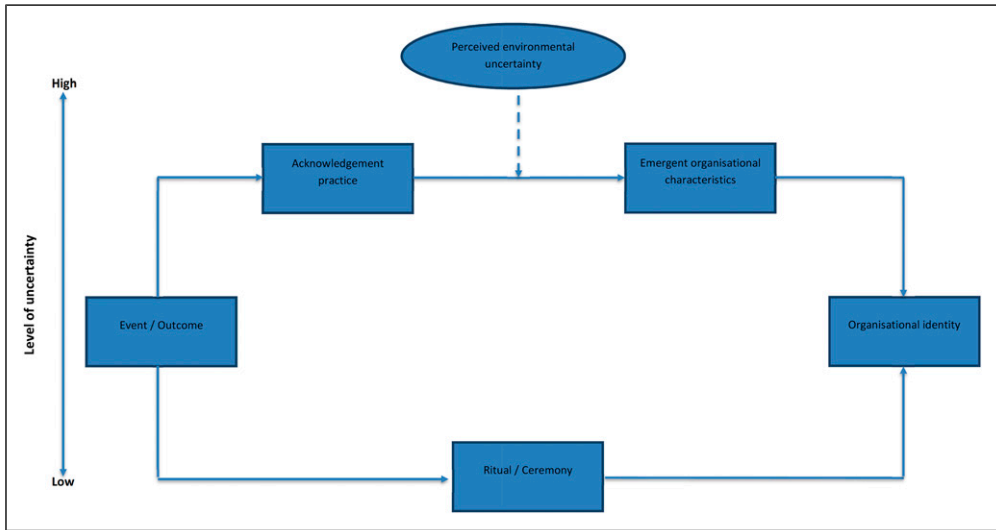 Perceived environmental
uncertainty
High
Acknowledgement
practice
Emergent organisational
characteristics
Level of uncertainty
Event / Outcome
Organisational identity
Ritual / Ceremony
Low